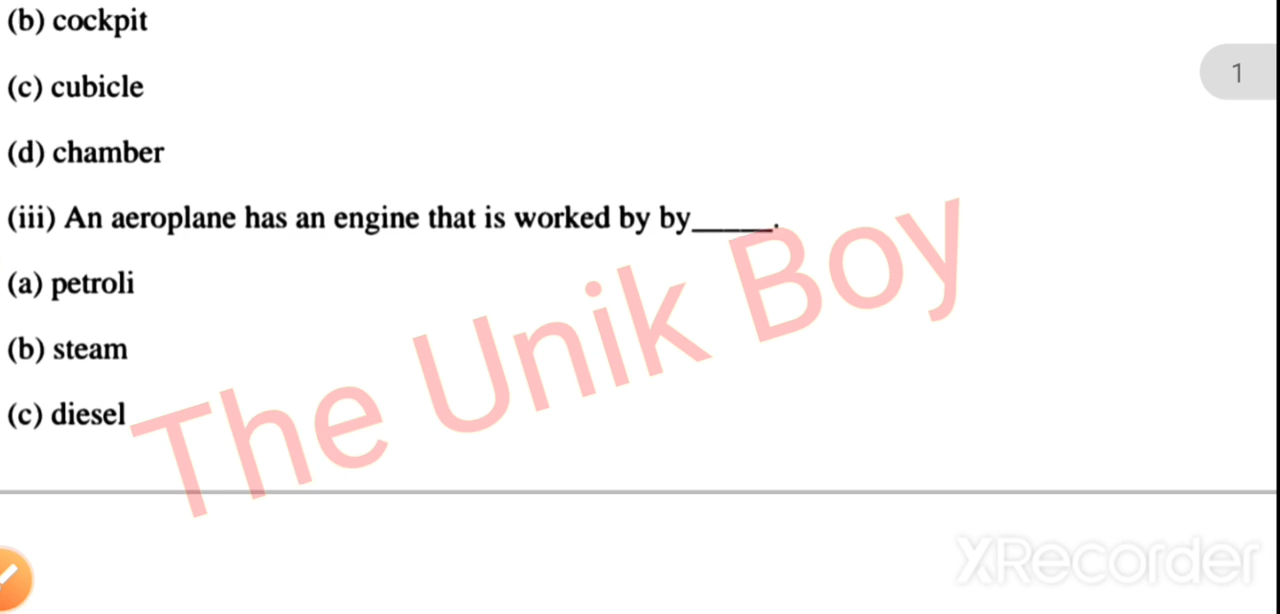 (b) cockpit
1
(c) cubicle
(d) chamber
(iii) An aeroplane has an engine that is worked by by_____.
(a) petroli
(b) steam
(c) diesel
The Unik Boy
XRecorder